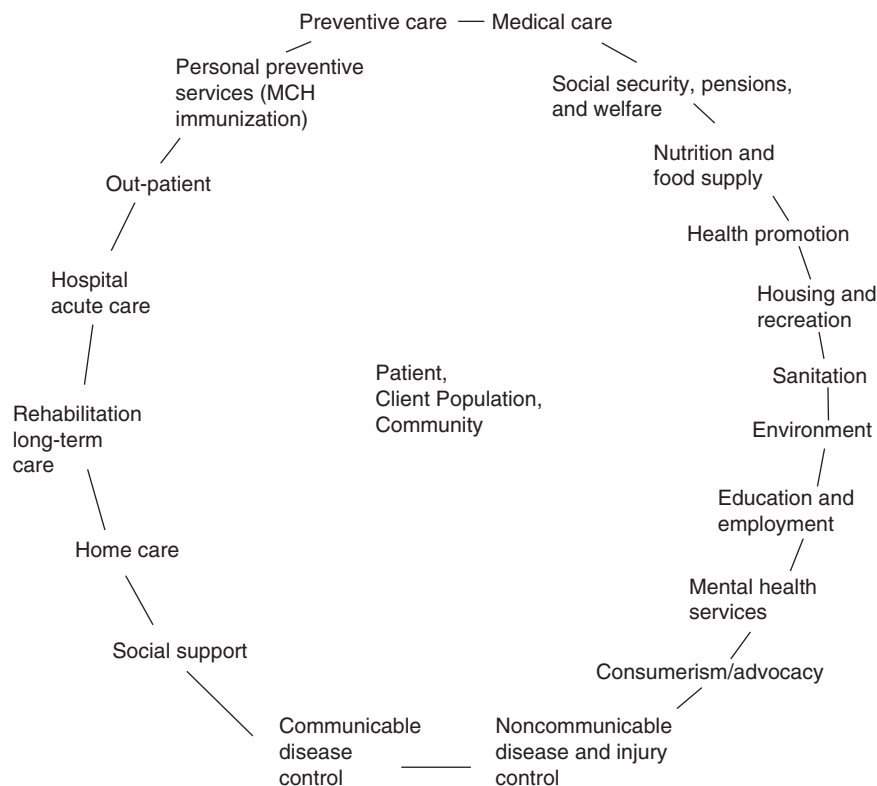 Preventive care
Medical care
Personal preventive
services (MCH
immunization)
Social security, pensions,
and welfare
Out-patient
Nutrition and
food supply
Health promotion
Hospital
acute care
Housing and
recreation
Patient,
Client Population,
Community
Sanitation
Rehabilitation
long-term
care
Environment
Education and
employment
Home care
Mental health
services
Social support
Consumerism/advocacy
Communicable
disease
control
Noncommunicable
disease and injury
control